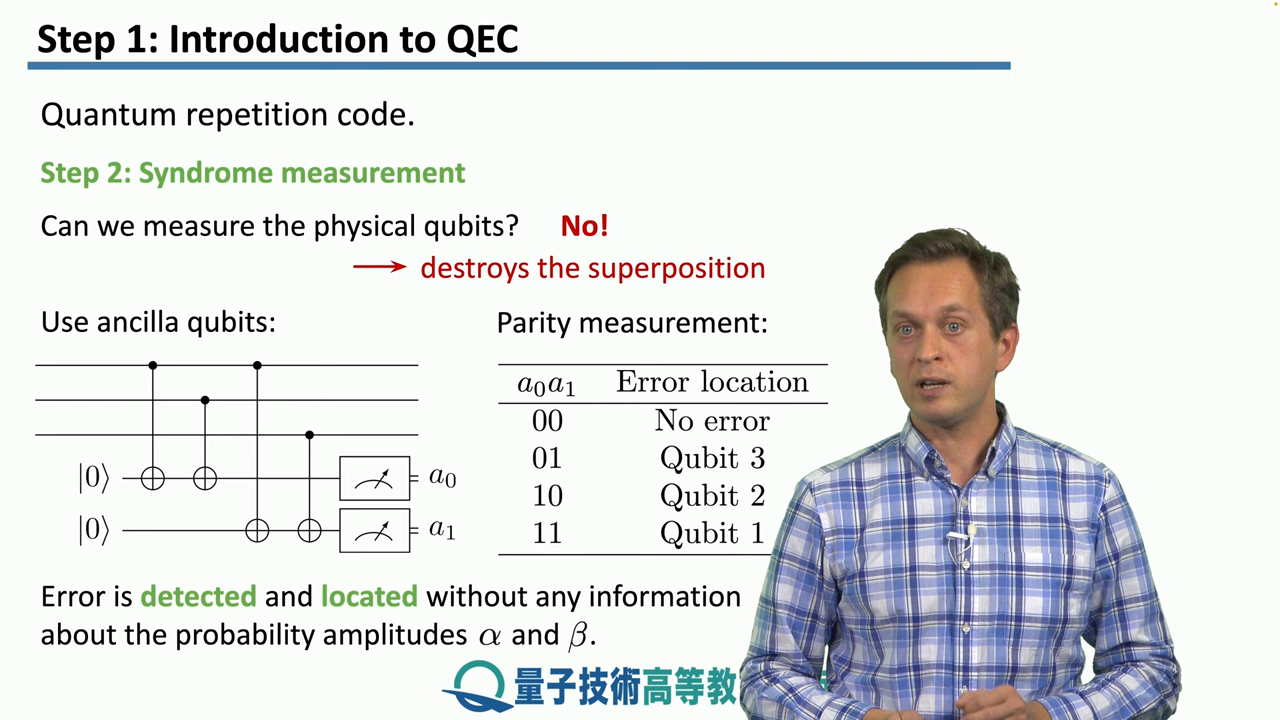 Step 1: Introduction to QEC
Quantum repetition code.
Step 2: Syndrome measurement
Can we measure the physical qubits? No!
destroys the superposition
Use ancilla qubits:
Parity measurement:
a₀a₁ Error location
00 No error
01 Qubit 3
10 Qubit 2
11 Qubit 1
|0⟩ a₀
|0⟩ a₁
Error is detected and located without any information
about the probability amplitudes α and β.
量子技術高等教